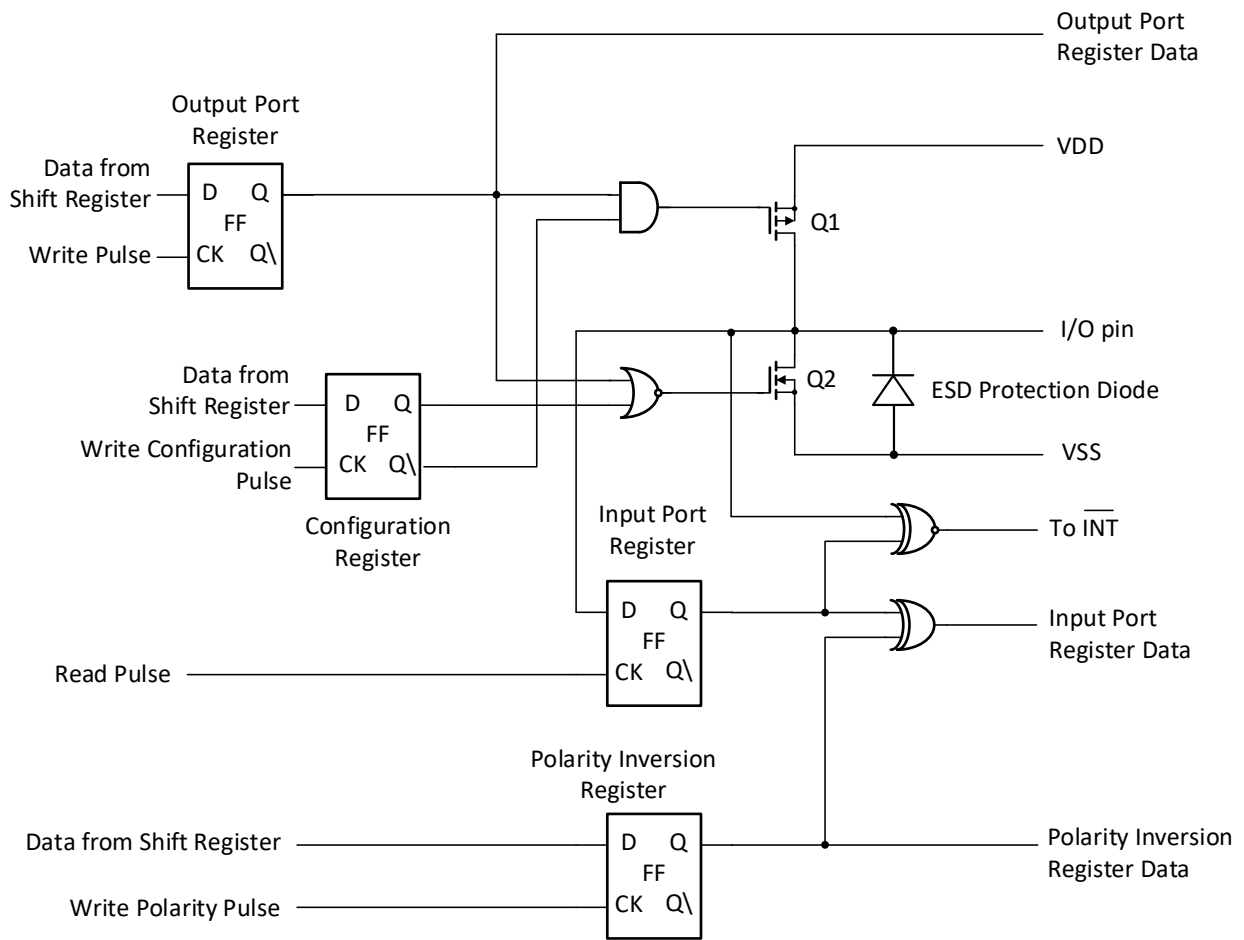 Output Port
Register Data
Output Port
Register
VDD
Data from
Shift Register
D Q
FF
CK Q\
Write Pulse
Q1
I/O pin
Data from
Shift Register
D Q
FF
CK Q\
Write Configuration
Pulse
Q2
ESD Protection Diode
VSS
Configuration
Register
Input Port
Register
To I̅N̅T̅
D Q
FF
CK Q\
Input Port
Register Data
Read Pulse
Polarity Inversion
Register
Data from Shift Register
D Q
FF
CK Q\
Polarity Inversion
Register Data
Write Polarity Pulse